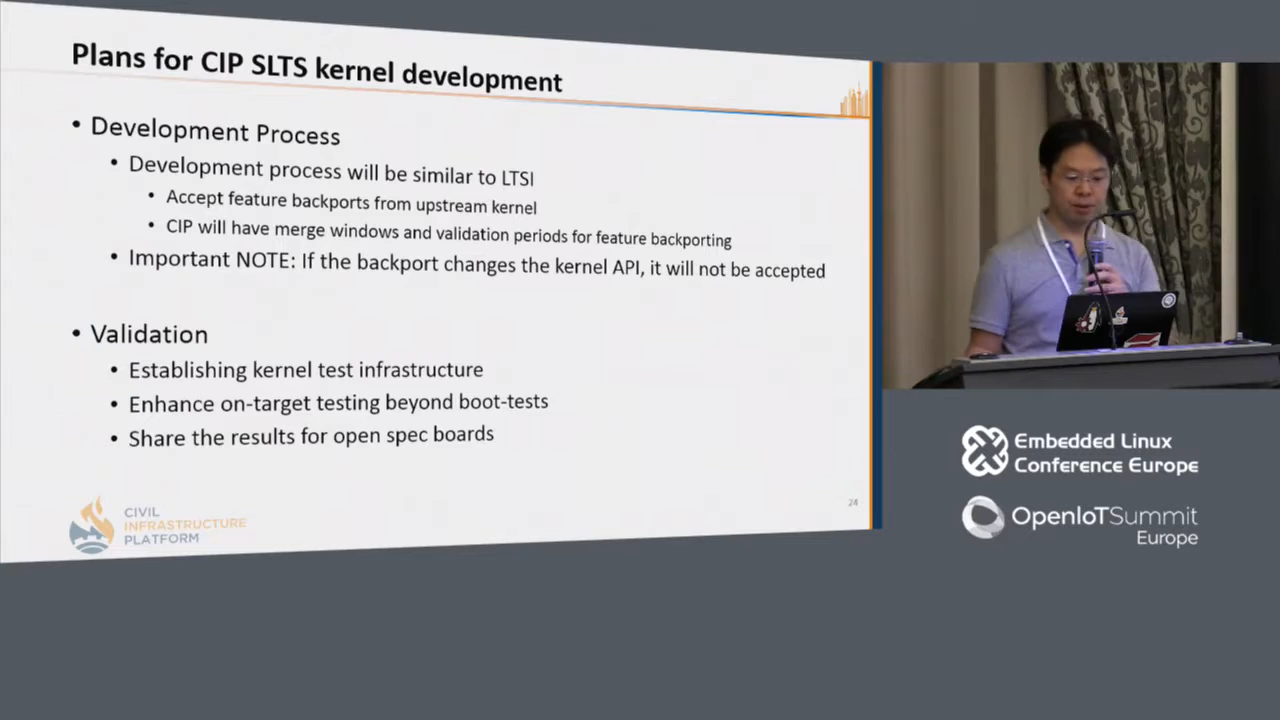 Plans for CIP SLTS kernel development
• Development Process
• Development process will be similar to LTSI
• Accept feature backports from upstream kernel
• CIP will have merge windows and validation periods for feature backporting
• Important NOTE: If the backport changes the kernel API, it will not be accepted
• Validation
• Establishing kernel test infrastructure
• Enhance on-target testing beyond boot-tests
• Share the results for open spec boards
CIVIL
INFRASTRUCTURE
PLATFORM
24
Embedded Linux
Conference Europe
OpenIoTSummit
Europe